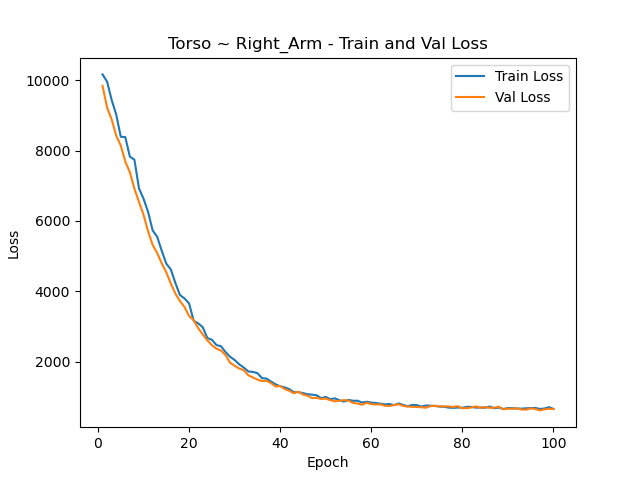 Torso ~ Right_Arm - Train and Val Loss
Train Loss
Val Loss
Loss
10000
8000
6000
4000
2000
0 20 40 60 80 100
Epoch